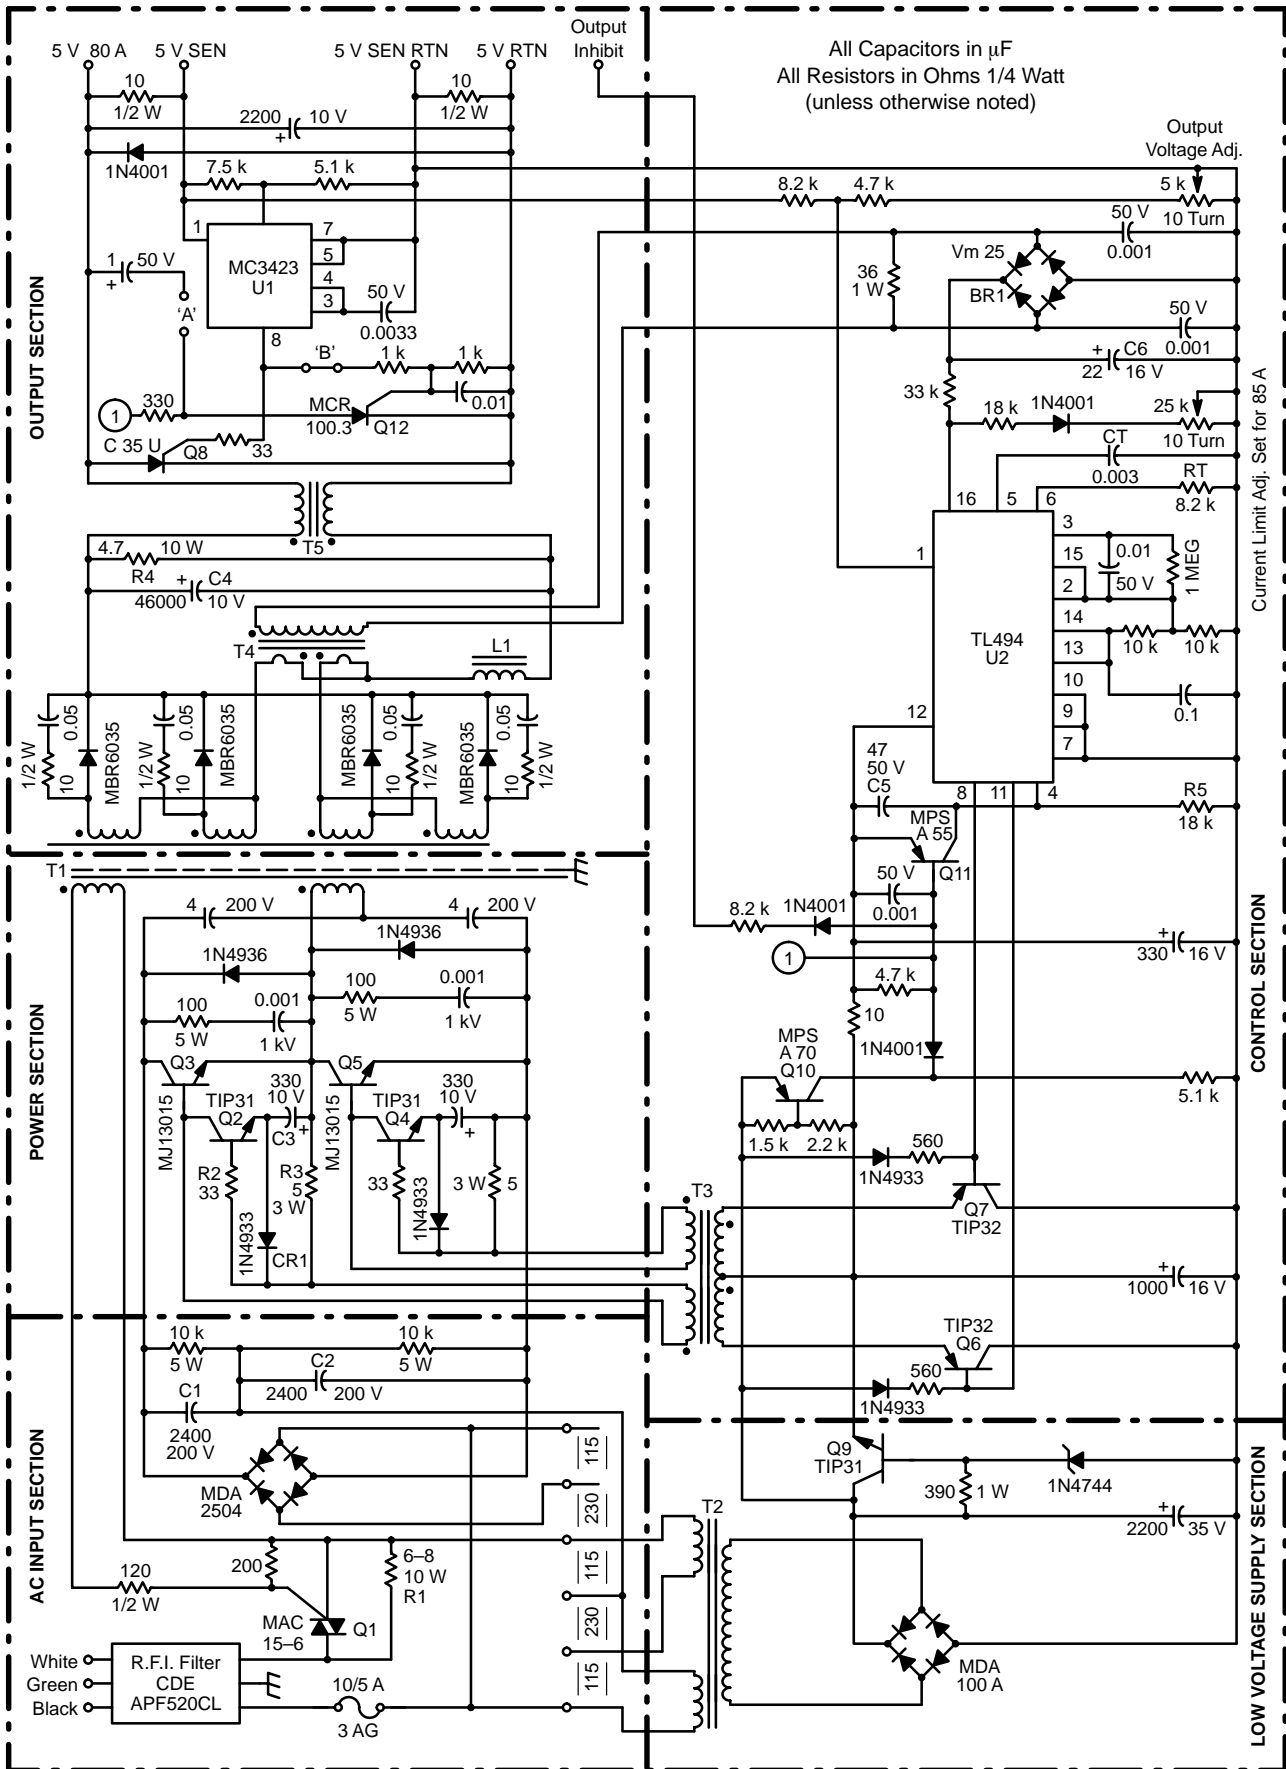 5 V 80 A
5 V SEN
5 V SEN RTN
5 V RTN
Output
Inhibit
All Capacitors in μF
All Resistors in Ohms 1/4 Watt
(unless otherwise noted)
OUTPUT SECTION
10
1/2 W
10
1/2 W
2200
+
10 V
1N4001
7.5 k
5.1 k
1
7
5
4
3
8
MC3423
U1
1
+
50 V
'A'
50 V
0.0033
'B'
1 k
1 k
0.01
1
330
MCR
100.3
Q12
C 35 U
Q8
33
T5
4.7
10 W
R4
+
C4
46000
10 V
T4
L1
1/2 W
10
0.05
MBR6035
1/2 W
10
0.05
MBR6035
MBR6035
0.05
10
1/2 W
MBR6035
0.05
10
1/2 W
CONTROL SECTION
Output
Voltage Adj.
8.2 k
4.7 k
5 k
10 Turn
50 V
0.001
36
1 W
Vm 25
BR1
50 V
0.001
+
C6
22
16 V
33 k
18 k
1N4001
25 k
10 Turn
Current Limit Adj. Set for 85 A
CT
0.003
RT
8.2 k
16
5
6
3
15
2
14
13
10
9
7
1
12
8
11
4
TL494
U2
0.01
50 V
1 MEG
10 k
10 k
0.1
47
50 V
C5
R5
18 k
MPS
A 55
Q11
50 V
0.001
8.2 k
1N4001
1
+
330
16 V
4.7 k
10
1N4001
MPS
A 70
Q10
5.1 k
1.5 k
2.2 k
560
1N4933
Q7
TIP32
T3
+
1000
16 V
TIP32
Q6
560
1N4933
POWER SECTION
T1
4
200 V
4
200 V
1N4936
1N4936
100
5 W
0.001
1 kV
100
5 W
0.001
1 kV
Q3
MJ13015
Q5
MJ13015
TIP31
Q2
330
10 V
C3
+
TIP31
Q4
330
10 V
+
R2
33
R3
5
3 W
1N4933
CR1
33
1N4933
3 W
5
AC INPUT SECTION
10 k
5 W
10 k
5 W
C2
2400
200 V
C1
2400
200 V
MDA
2504
115
230
115
230
115
200
120
1/2 W
6–8
10 W
R1
MAC
15–6
Q1
White
Green
Black
R.F.I. Filter
CDE
APF520CL
10/5 A
3 AG
LOW VOLTAGE SUPPLY SECTION
Q9
TIP31
390
1 W
1N4744
+
2200
35 V
T2
MDA
100 A